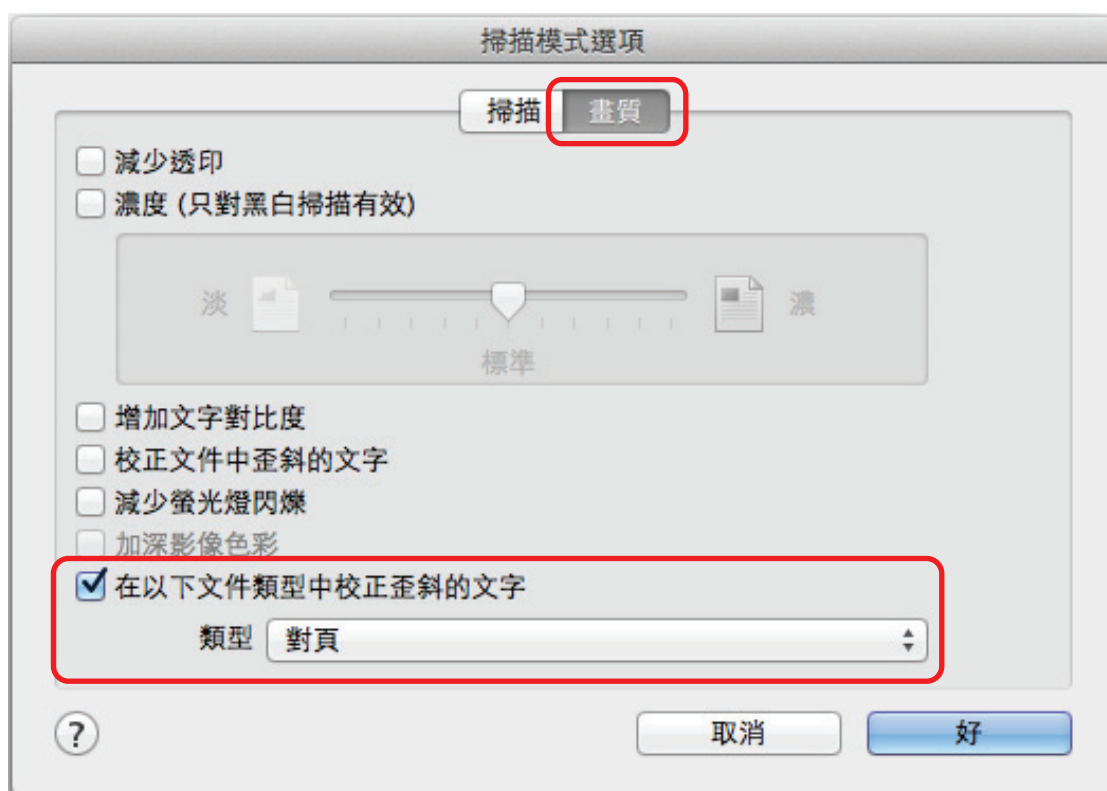 掃描模式選項
掃描 畫質
減少透印
濃度 (只對黑白掃描有效)
淡 濃
標準
增加文字對比度
校正文件中歪斜的文字
減少螢光燈閃爍
加深影像色彩
在以下文件類型中校正歪斜的文字
類型 對頁
? 取消 好